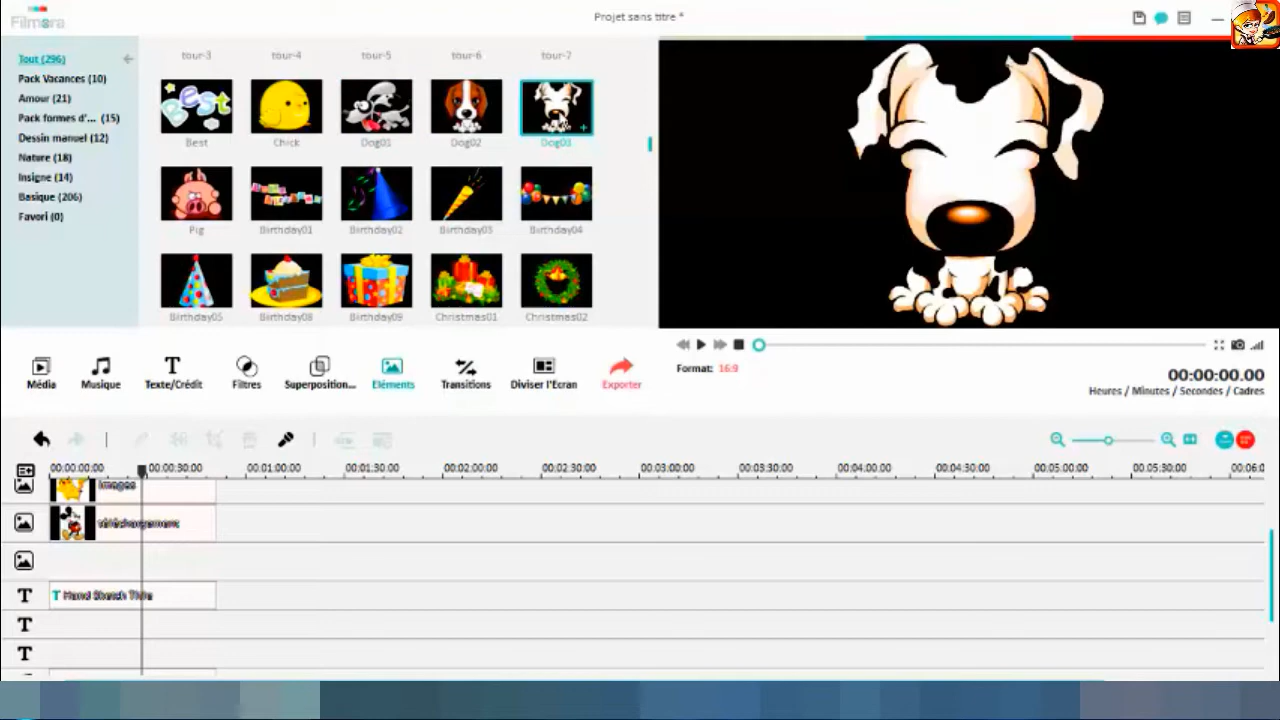 Filmora
Projet sans titre *
Tout (296)
Pack Vacances (10)
Amour (21)
Pack formes d'... (15)
Dessin manuel (12)
Nature (18)
Insigne (14)
Basique (206)
Favori (0)
tour-3 tour-4 tour-5 tour-6 tour-7
Best
Best Chick Dog01 Dog02 Dog03
Pig Birthday01 Birthday02 Birthday03 Birthday04
Birthday05 Birthday08 Birthday09 Christmas01 Christmas02
Média Musique Texte/Crédit Filtres Superposition... Eléments Transitions Diviser l'Ecran Exporter
Format: 16:9
00:00:00.00
Heures / Minutes / Secondes / Cadres
00:00:00:00 00:00:30:00 00:01:00:00 00:01:30:00 00:02:00:00 00:02:30:00 00:03:00:00 00:03:30:00 00:04:00:00 00:04:30:00 00:05:00:00 00:05:30:00 00:06:0
images
téléchargement
T Hand Sketch Titre